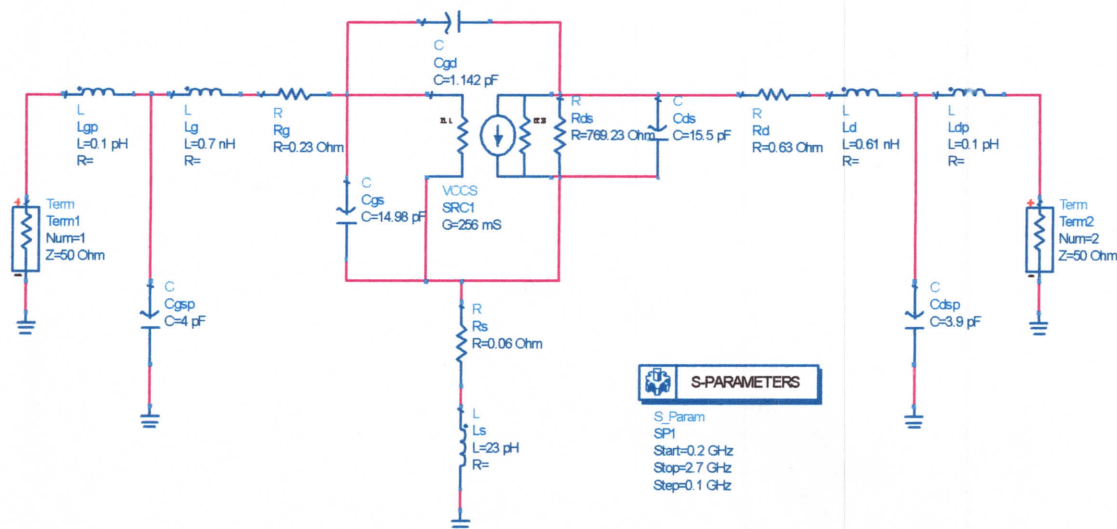 C
Cgd
C=1.142 pF
L
Lgp
L=0.1 pH
R=
L
Lg
L=0.7 nH
R=
R
Rg
R=0.23 Ohm
R
Rds
R=769.23 Ohm
C
Cds
C=15.5 pF
R
Rd
R=0.63 Ohm
L
Ld
L=0.61 nH
R=
L
Ldp
L=0.1 pH
R=
+
Term
Term1
Num=1
Z=50 Ohm
-
C
Cgs
C=14.98 pF
VCCS
SRC1
G=256 mS
+
Term
Term2
Num=2
Z=50 Ohm
-
C
Cgsp
C=4 pF
R
Rs
R=0.06 Ohm
C
Cdsp
C=3.9 pF
L
Ls
L=23 pH
R=
S-PARAMETERS
S_Param
SP1
Start=0.2 GHz
Stop=2.7 GHz
Step=0.1 GHz